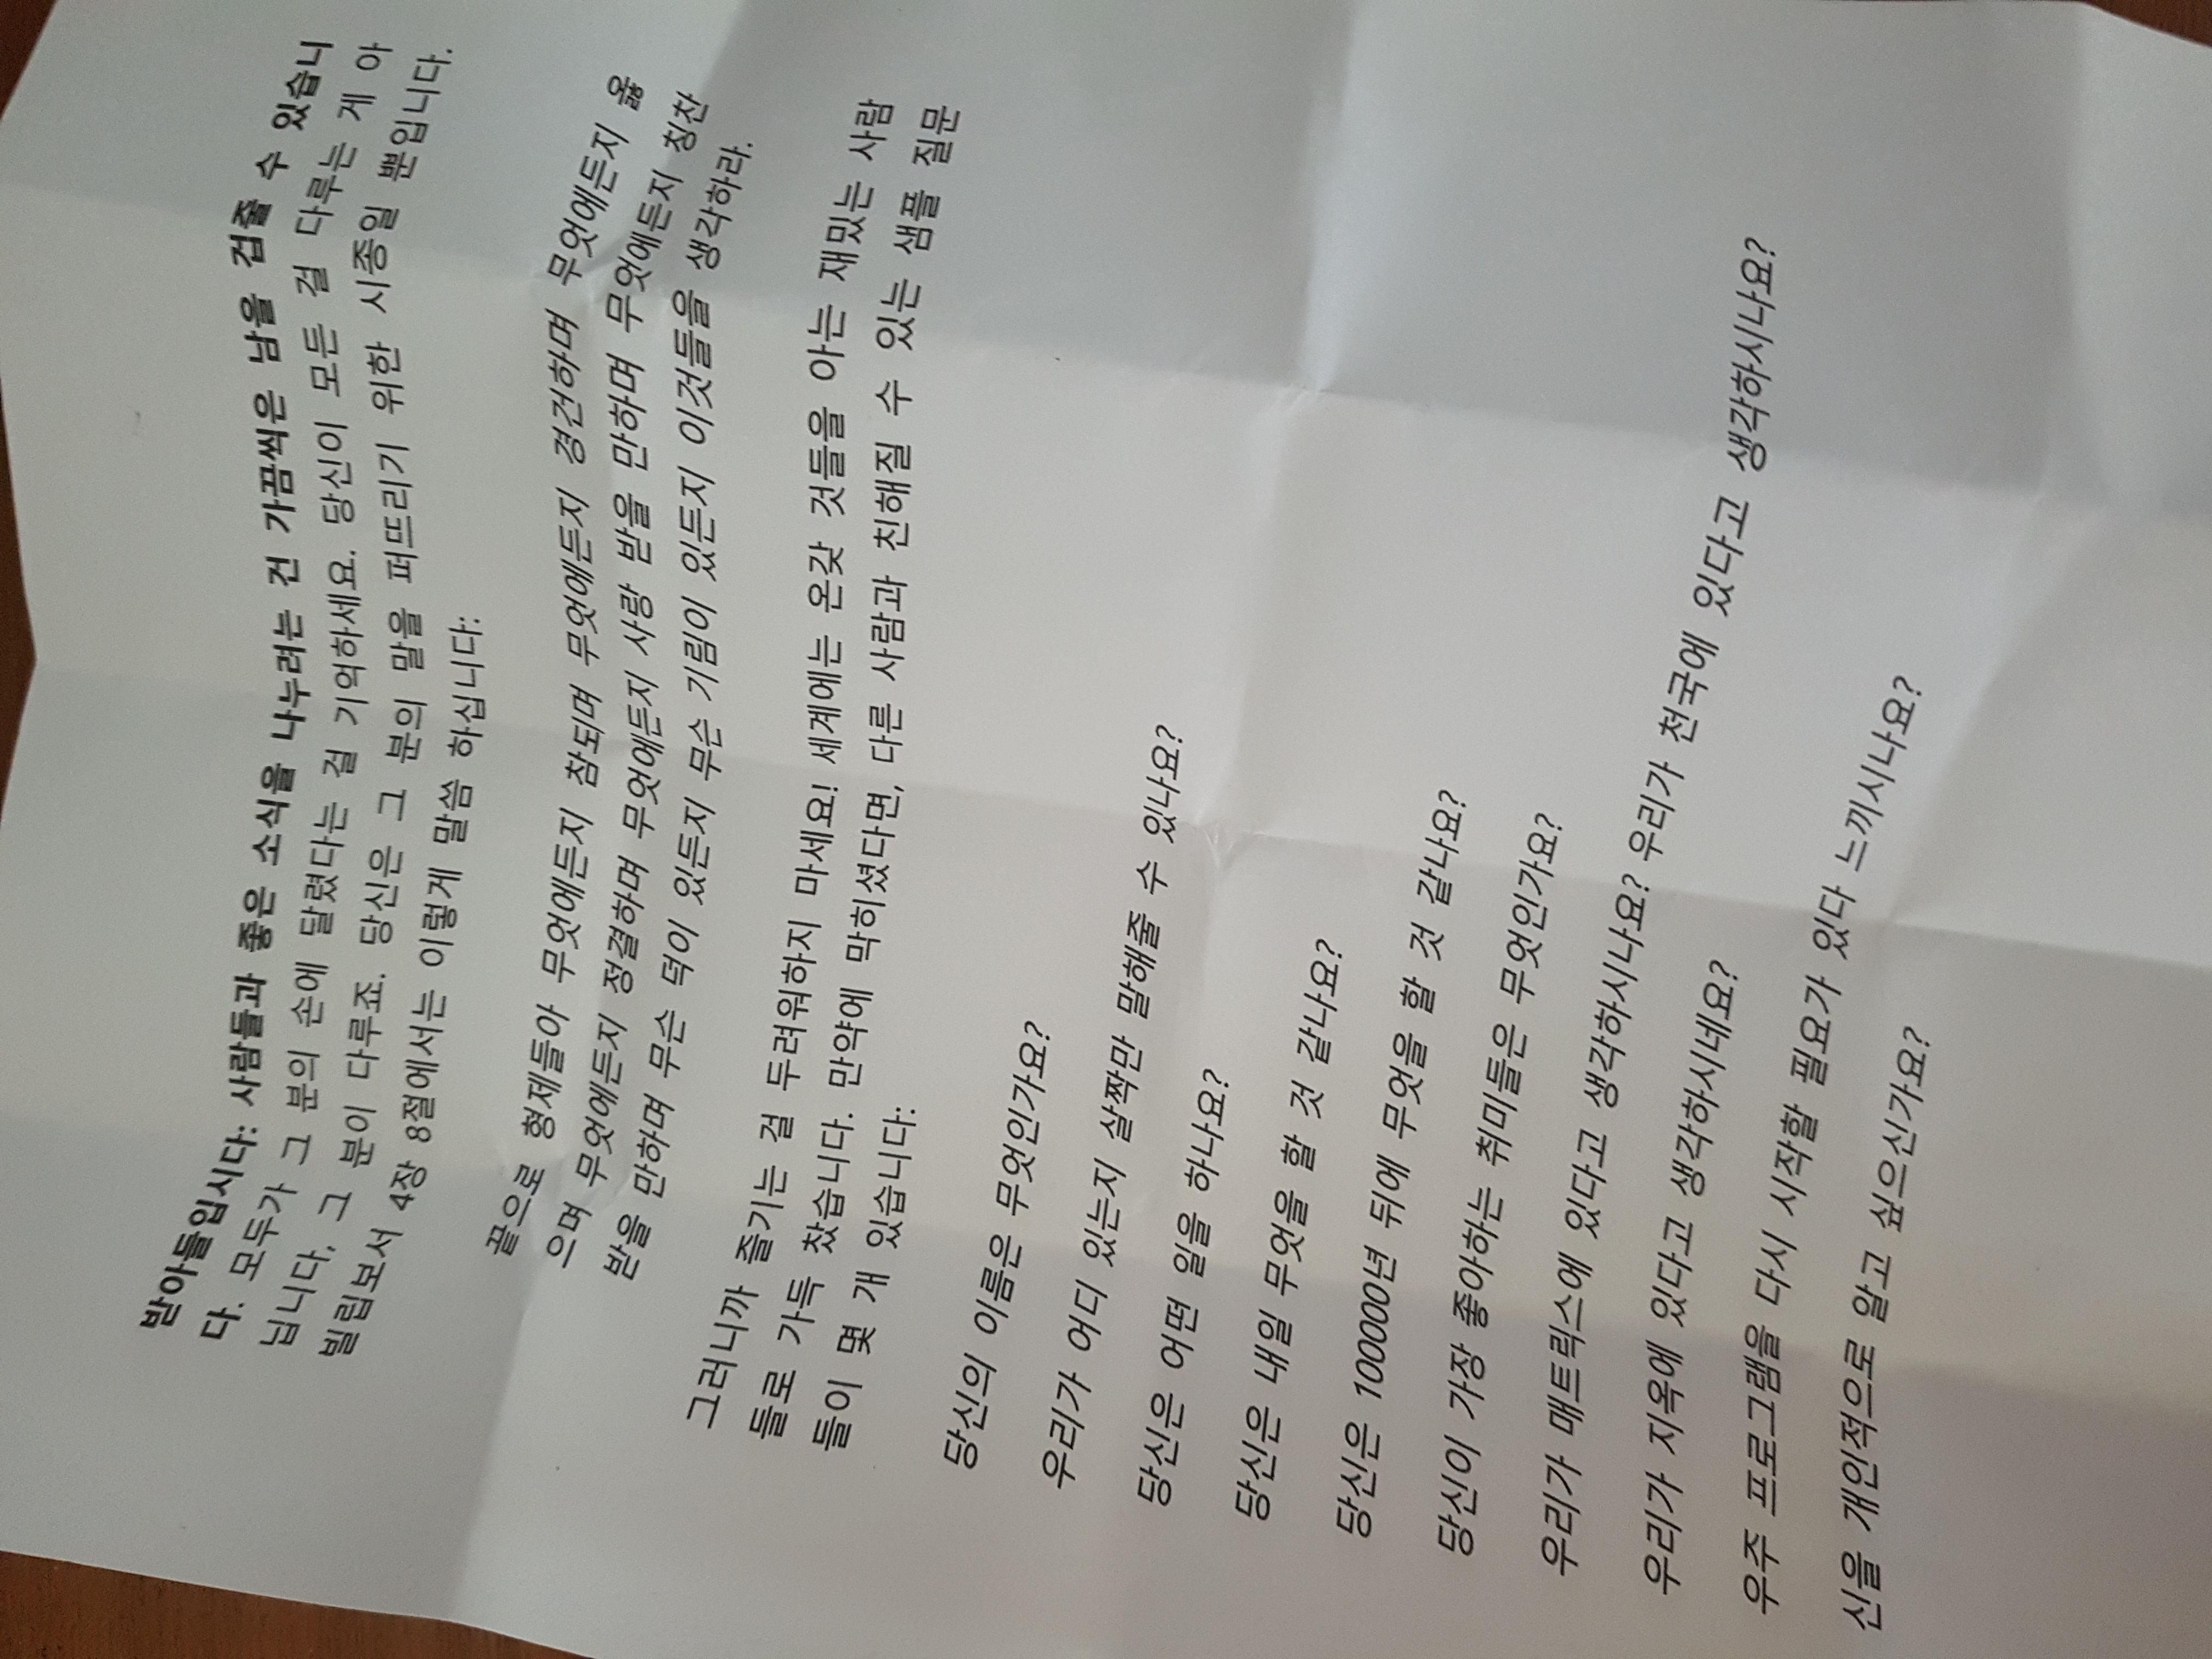 받아들입시다: 사람들과 좋은 소식을 나누려는 건 가끔씩은 남을 겁줄 수 있습니
다. 모두가 그 분의 손에 달렸다는 걸 기억하세요. 당신이 모든 걸 다루는 게 아
닙니다, 그 분이 다루죠. 당신은 그 분의 말을 퍼뜨리기 위한 시종일 뿐입니다.
빌립보서 4장 8절에서는 이렇게 말씀 하십니다:
끝으로 형제들아 무엇에든지 참되며 무엇에든지 경건하며 무엇에든지 옳
으며 무엇에든지 정결하며 무엇에든지 사랑 받을 만하며 무엇에든지 칭찬
받을 만하며 무슨 덕이 있든지 무슨 기림이 있든지 이것들을 생각하라.
그러니까 즐기는 걸 두려워하지 마세요! 세계에는 온갖 것들을 아는 재밌는 사람
들로 가득 찼습니다. 만약에 막히셨다면, 다른 사람과 친해질 수 있는 샘플 질문
들이 몇 개 있습니다:
당신의 이름은 무엇인가요?
우리가 어디 있는지 살짝만 말해줄 수 있나요?
당신은 어떤 일을 하나요?
당신은 내일 무엇을 할 것 같나요?
당신은 100000년 뒤에 무엇을 할 것 같나요?
당신이 가장 좋아하는 취미들은 무엇인가요?
우리가 매트릭스에 있다고 생각하시나요? 우리가 천국에 있다고 생각하시나요?
우리가 지옥에 있다고 생각하시네요?
우주 프로그램을 다시 시작할 필요가 있다 느끼시나요?
신을 개인적으로 알고 싶으신가요?